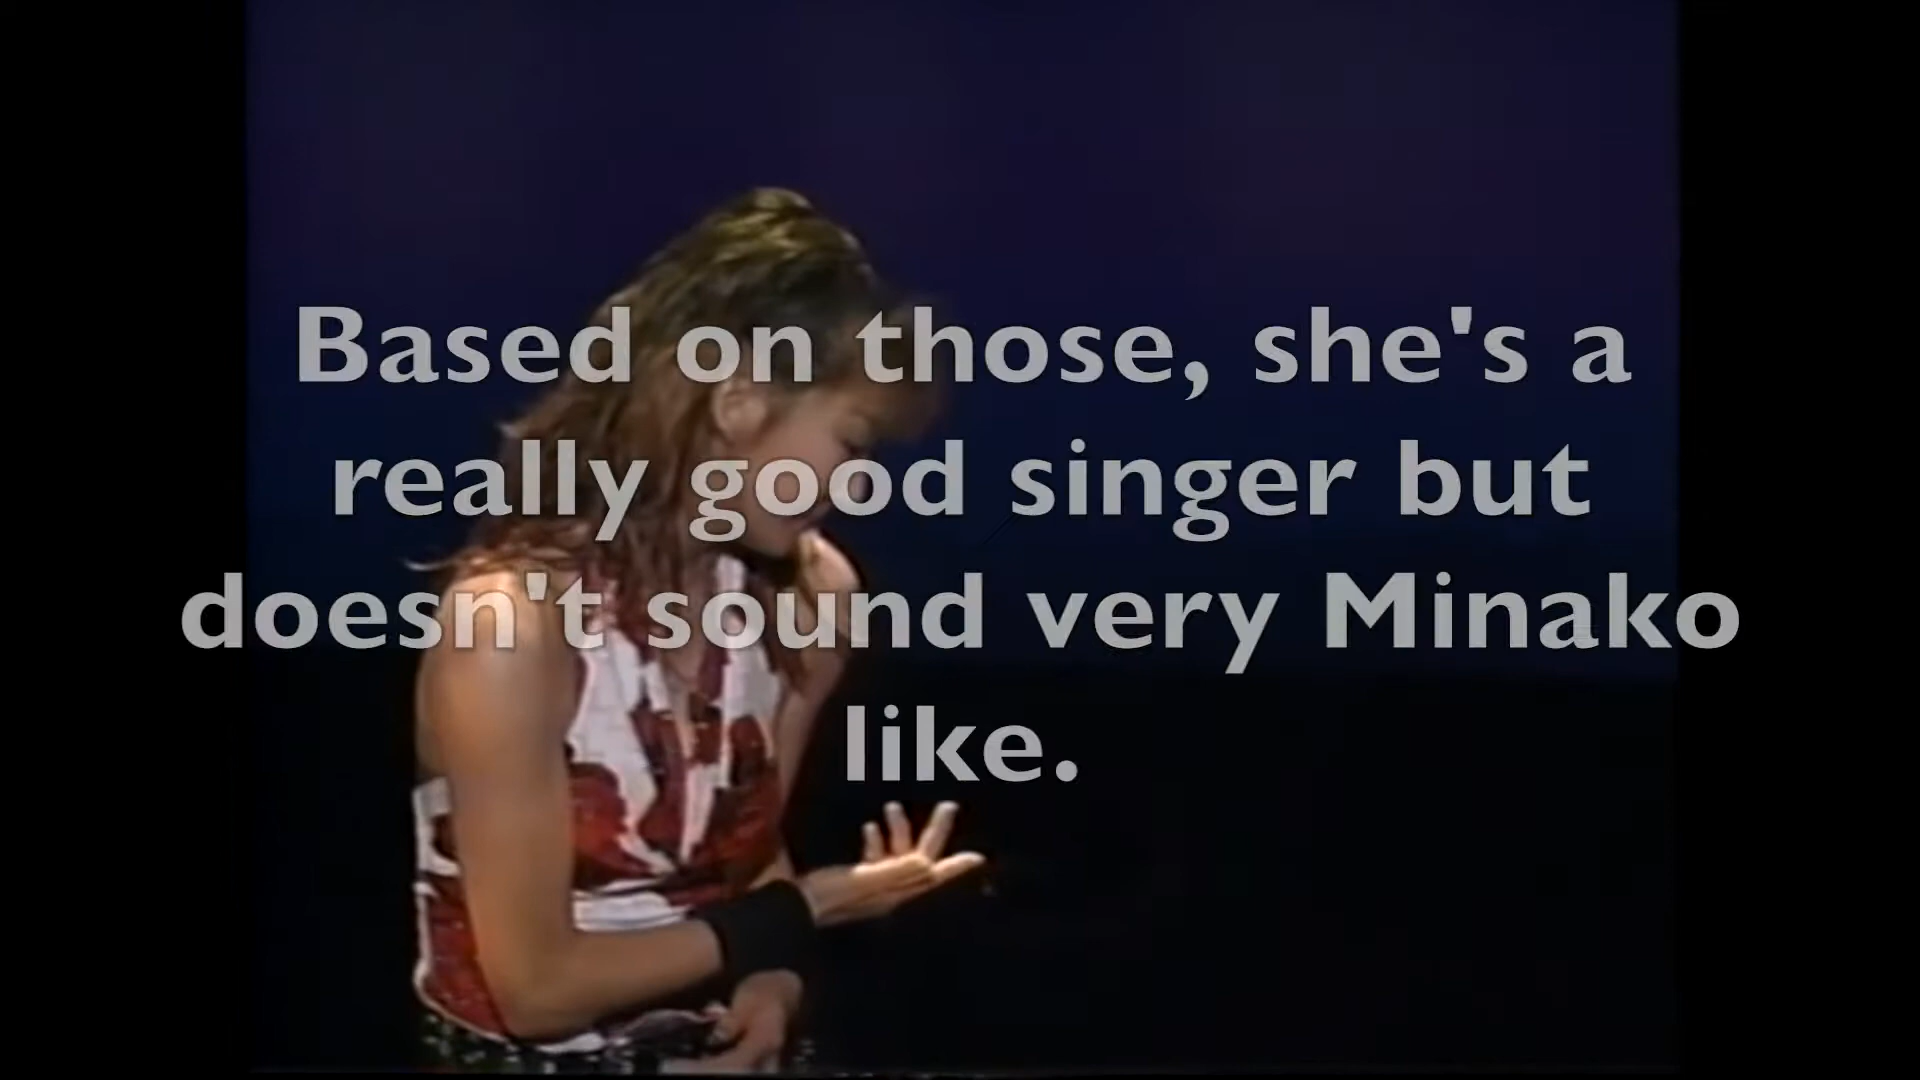 Based on those, she's a
really good singer but
doesn't sound very Minako
like.